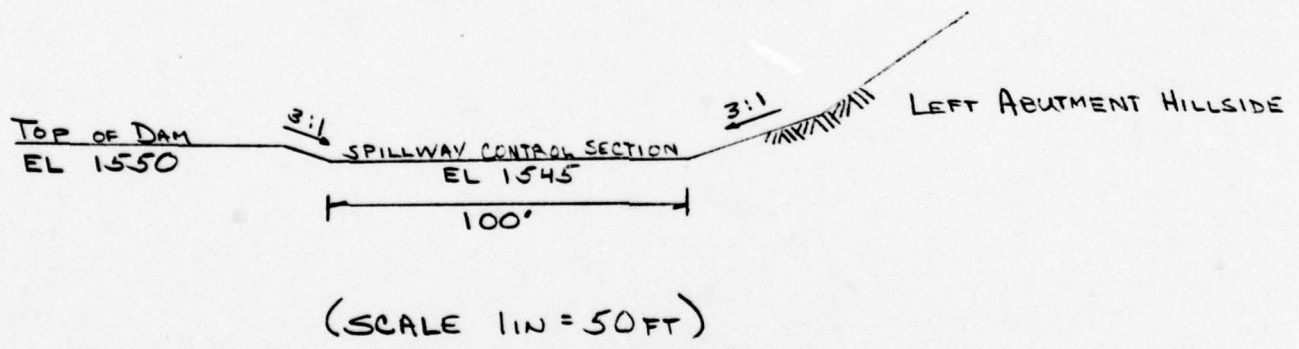 TOP OF DAM
EL 1550
3:1
SPILLWAY CONTROL SECTION
EL 1545
100'
3:1
LEFT ABUTMENT HILLSIDE
(SCALE 1IN = 50FT)